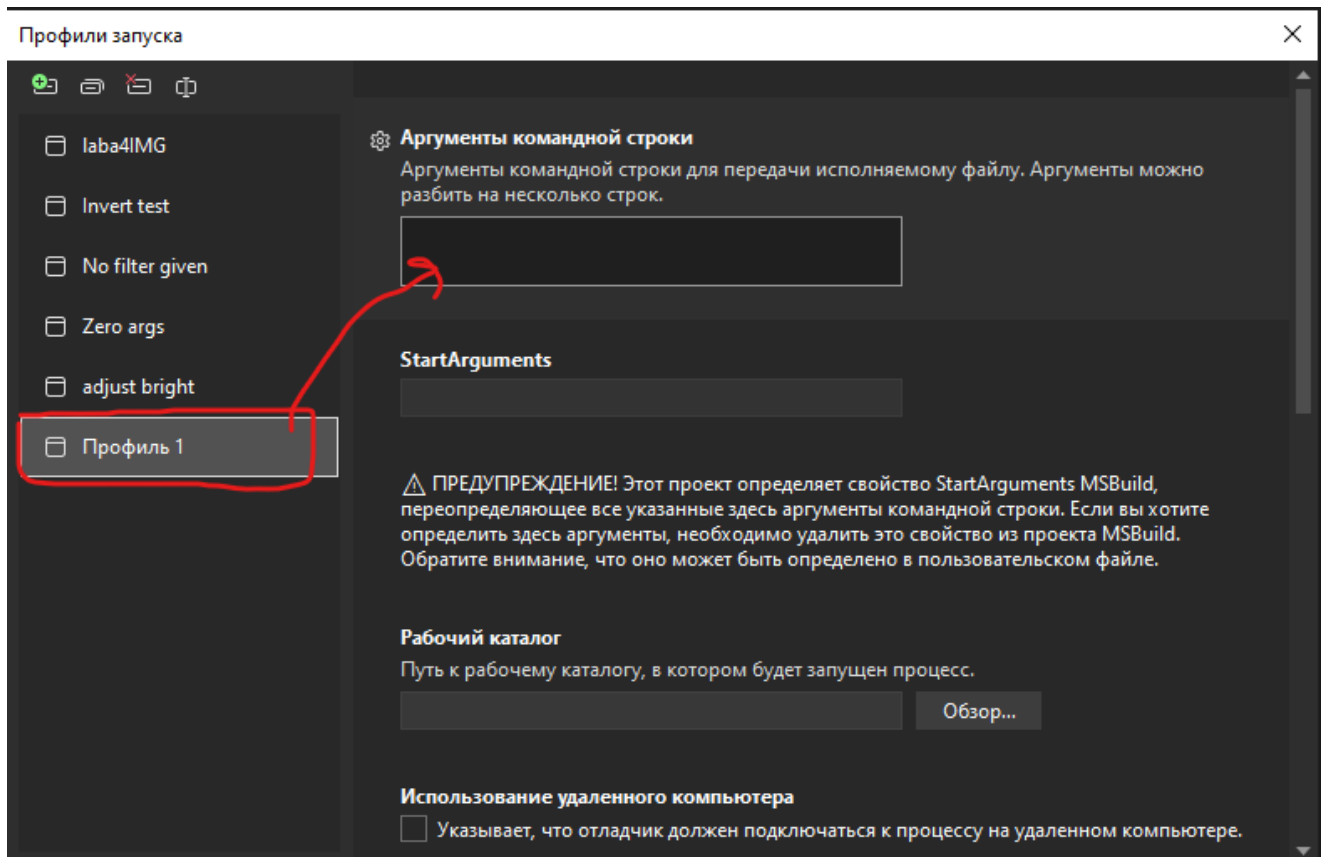 Профили запуска
laba4IMG
Invert test
No filter given
Zero args
adjust bright
Профиль 1
Аргументы командной строки
Аргументы командной строки для передачи исполняемому файлу. Аргументы можно
разбить на несколько строк.
StartArguments
ПРЕДУПРЕЖДЕНИЕ! Этот проект определяет свойство StartArguments MSBuild,
переопределяющее все указанные здесь аргументы командной строки. Если вы хотите
определить здесь аргументы, необходимо удалить это свойство из проекта MSBuild.
Обратите внимание, что оно может быть определено в пользовательском файле.
Рабочий каталог
Путь к рабочему каталогу, в котором будет запущен процесс.
Обзор...
Использование удаленного компьютера
Указывает, что отладчик должен подключаться к процессу на удаленном компьютере.